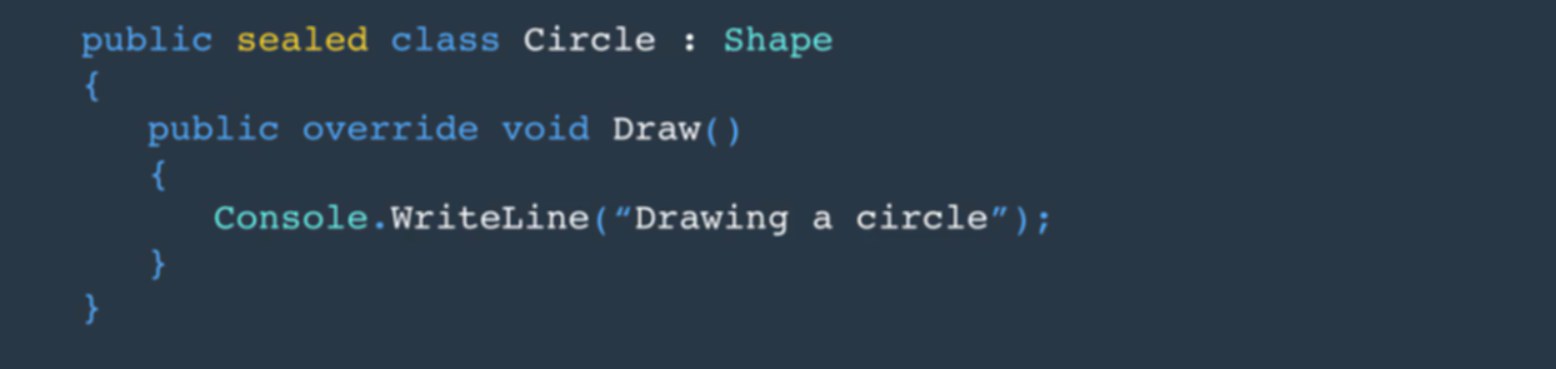 public sealed class Circle : Shape
{
   public override void Draw()
   {
      Console.WriteLine(“Drawing a circle”);
   }
}